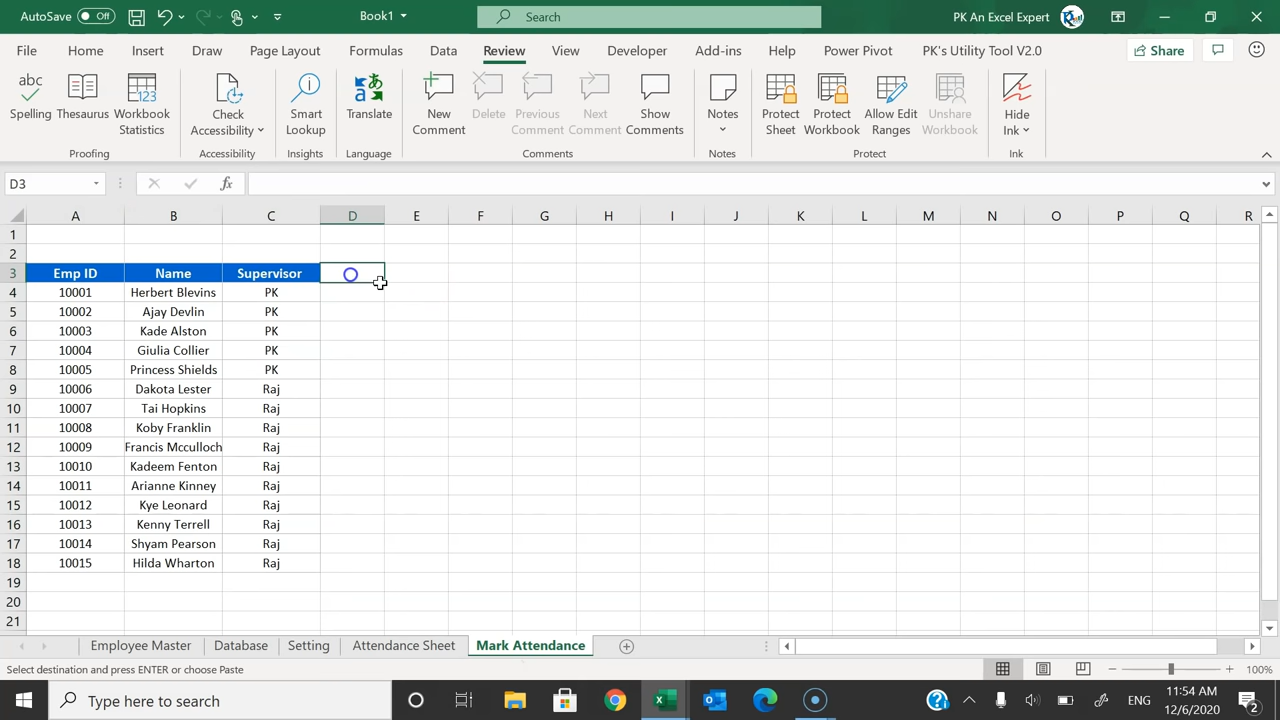 AutoSave Off Book1 Search PK An Excel Expert
File Home Insert Draw Page Layout Formulas Data Review View Developer Add-ins Help Power Pivot PK's Utility Tool V2.0 Share
abc
123
Spelling Thesaurus Workbook Statistics Check Accessibility Smart Lookup Translate New Comment Delete Previous Comment Next Comment Show Comments Notes Protect Sheet Protect Workbook Allow Edit Ranges Unshare Workbook Hide Ink
Proofing Accessibility Insights Language Comments Notes Protect Ink
D3 fx
A B C D E F G H I J K L M N O P Q R
1
2
3 Emp ID Name Supervisor
4 10001 Herbert Blevins PK
5 10002 Ajay Devlin PK
6 10003 Kade Alston PK
7 10004 Giulia Collier PK
8 10005 Princess Shields PK
9 10006 Dakota Lester Raj
10 10007 Tai Hopkins Raj
11 10008 Koby Franklin Raj
12 10009 Francis Mcculloch Raj
13 10010 Kadeem Fenton Raj
14 10011 Arianne Kinney Raj
15 10012 Kye Leonard Raj
16 10013 Kenny Terrell Raj
17 10014 Shyam Pearson Raj
18 10015 Hilda Wharton Raj
19
20
21
Employee Master Database Setting Attendance Sheet Mark Attendance
Select destination and press ENTER or choose Paste 100%
Type here to search ENG 11:54 AM
12/6/2020 2